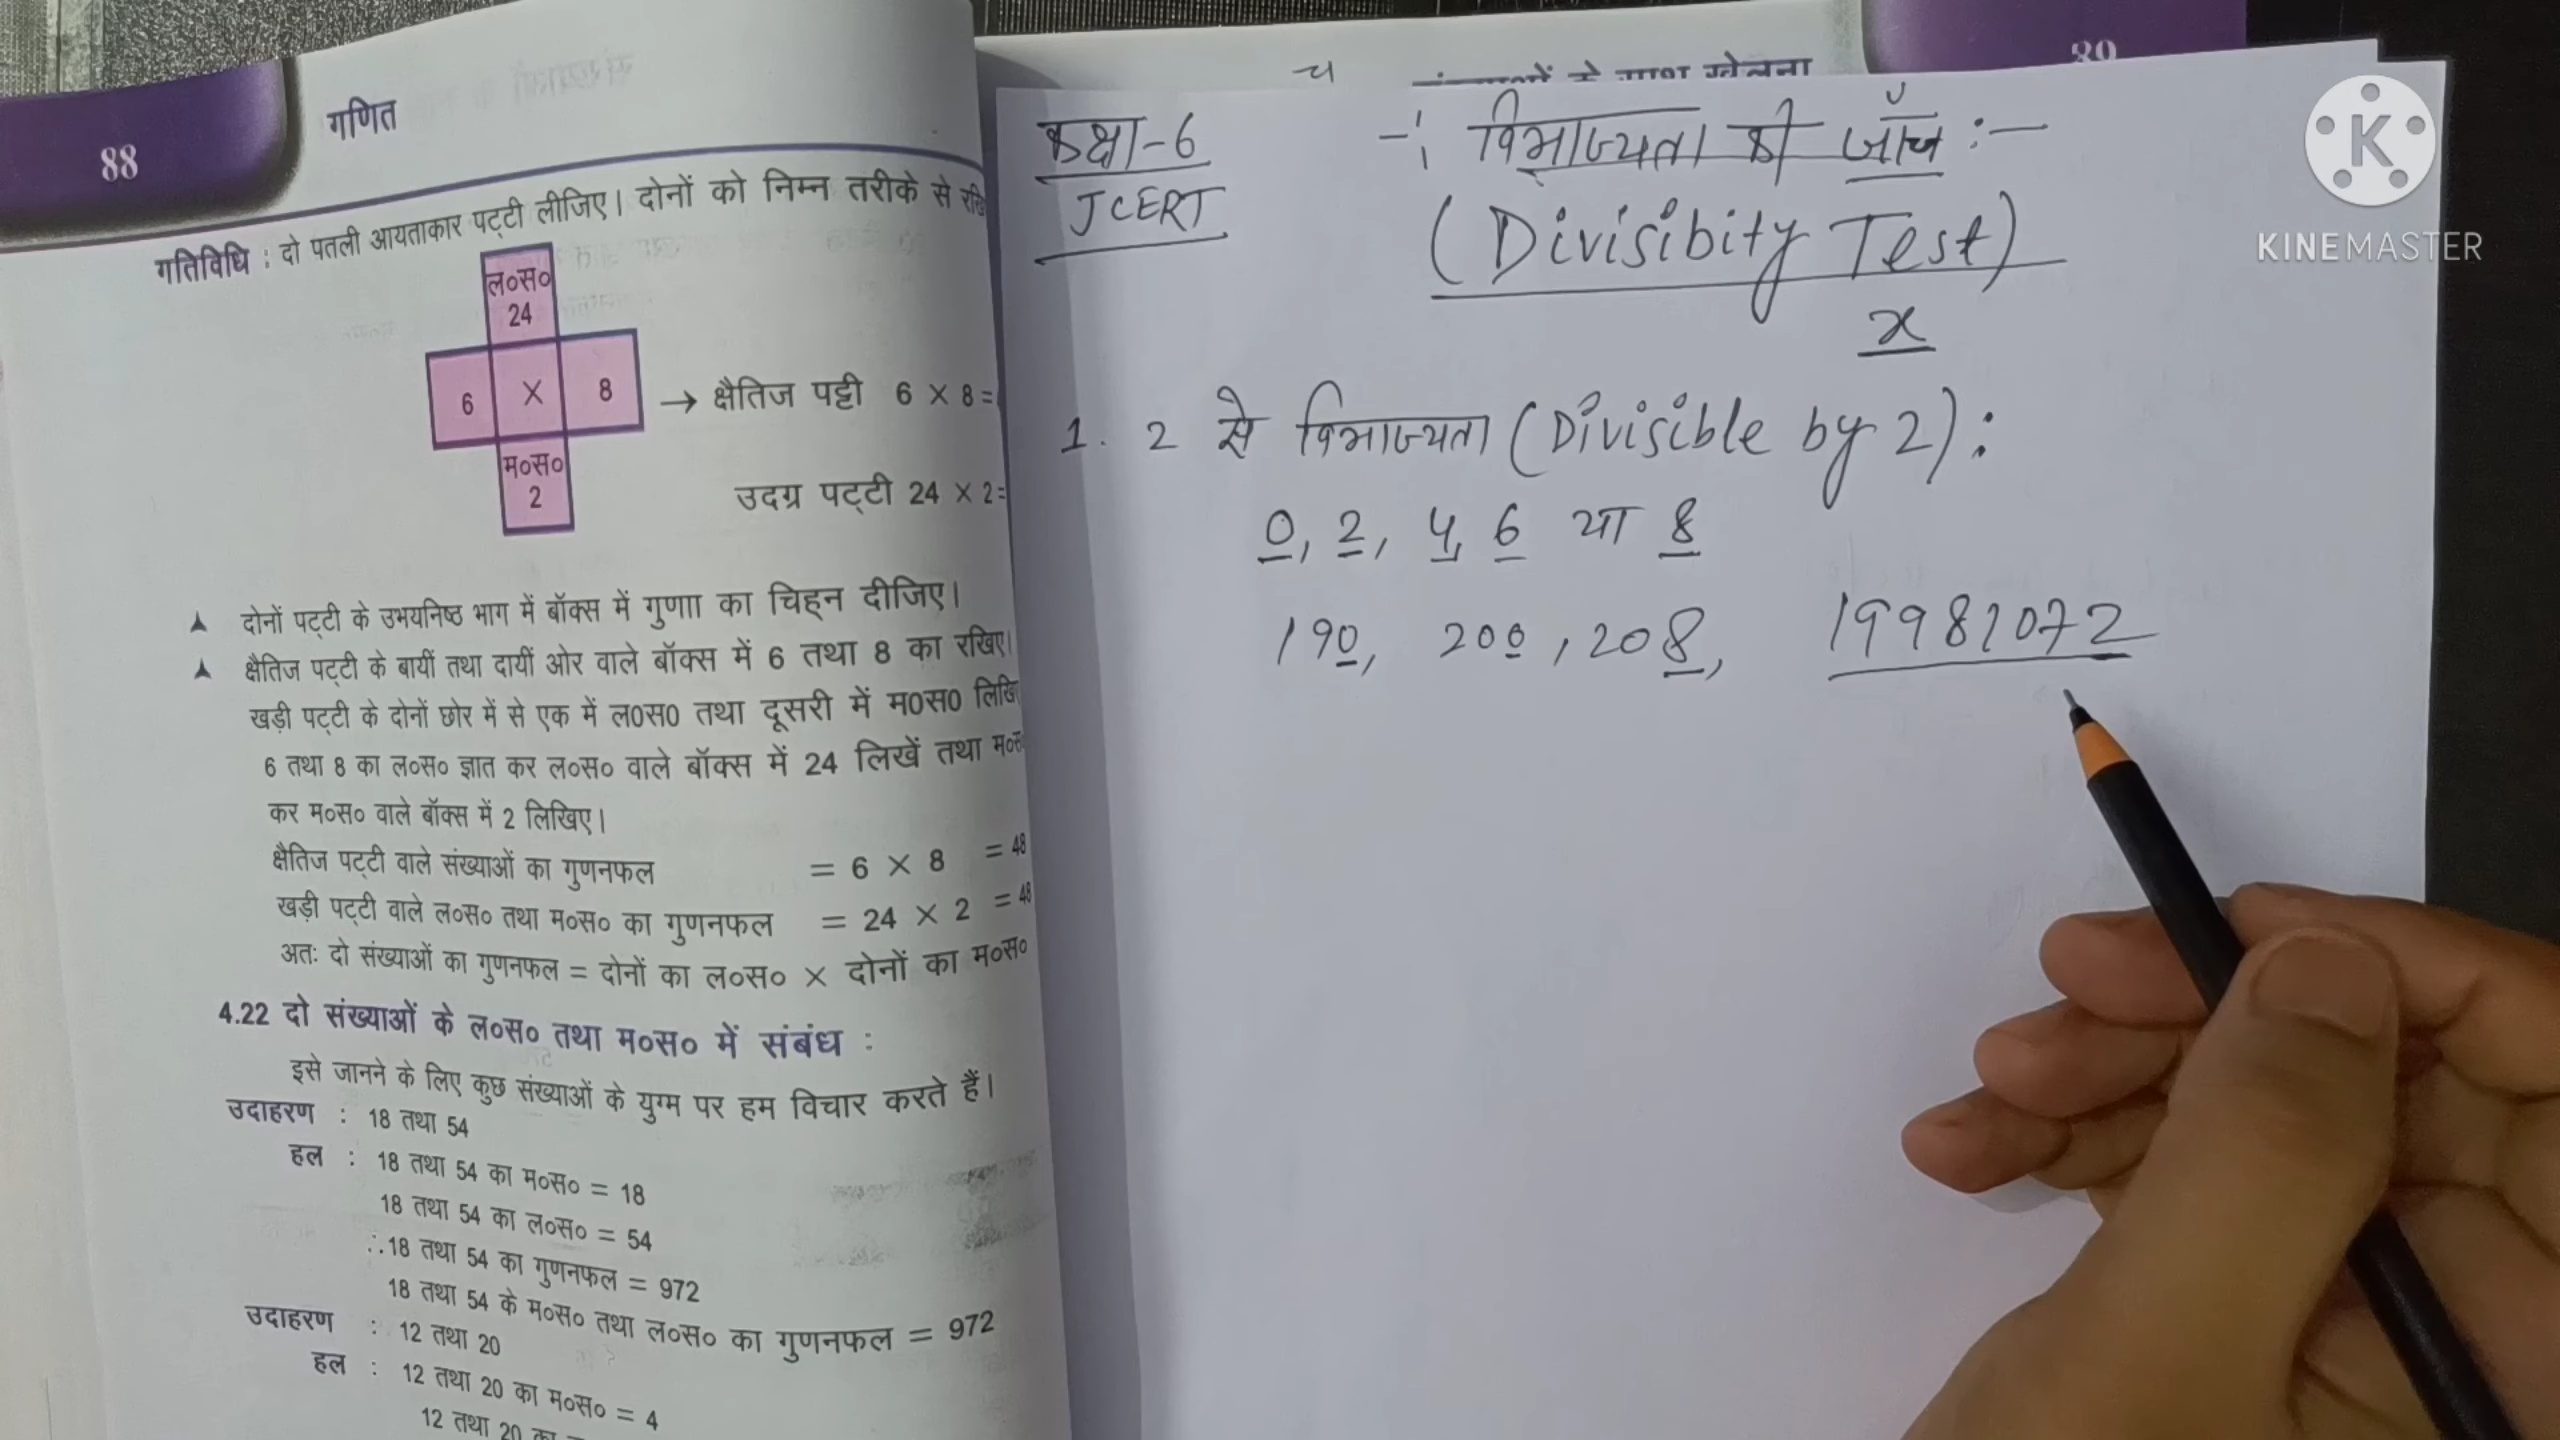 88
गणित
गतिविधि : दो पतली आयताकार पट्टी लीजिए। दोनों को निम्न तरीके से
ल०स०
24
6 × 8
म०स०
2
→ क्षैतिज पट्टी 6 × 8 =
उदग्र पट्टी 24 × 2 =
दोनों पट्टी के उभयनिष्ठ भाग में बॉक्स में गुणाा का चिह्न दीजिए।
क्षैतिज पट्टी के बायीं तथा दायीं ओर वाले बॉक्स में 6 तथा 8 का रखिए।
खड़ी पट्टी के दोनों छोर में से एक में ल0स0 तथा दूसरी में म0स0
6 तथा 8 का ल०स० ज्ञात कर ल०स० वाले बॉक्स में 24 लिखें तथा
कर म०स० वाले बॉक्स में 2 लिखिए।
क्षैतिज पट्टी वाले संख्याओं का गुणनफल = 6 × 8 = 48
खड़ी पट्टी वाले ल०स० तथा म०स० का गुणनफल = 24 × 2 = 48
अतः दो संख्याओं का गुणनफल = दोनों का ल०स० × दोनों का म०स०
4.22 दो संख्याओं के ल०स० तथा म०स० में संबंध :
इसे जानने के लिए कुछ संख्याओं के युग्म पर हम विचार करते हैं।
उदाहरण : 18 तथा 54
हल : 18 तथा 54 का म०स० = 18
18 तथा 54 का ल०स० = 54
∴18 तथा 54 का गुणनफल = 972
18 तथा 54 के म०स० तथा ल०स० का गुणनफल = 972
उदाहरण : 12 तथा 20
हल : 12 तथा 20 का म०स० = 4
12 तथा 20 का
खेलना
89
कक्षा-6
JCERT
-: विभाज्यता की जाँच :-
(Divisibity Test)
x
1. 2 से विभाज्यता (Divisible by 2):
0, 2, 4, 6 या 8
190, 200, 208, 19981072
K
KINEMASTER